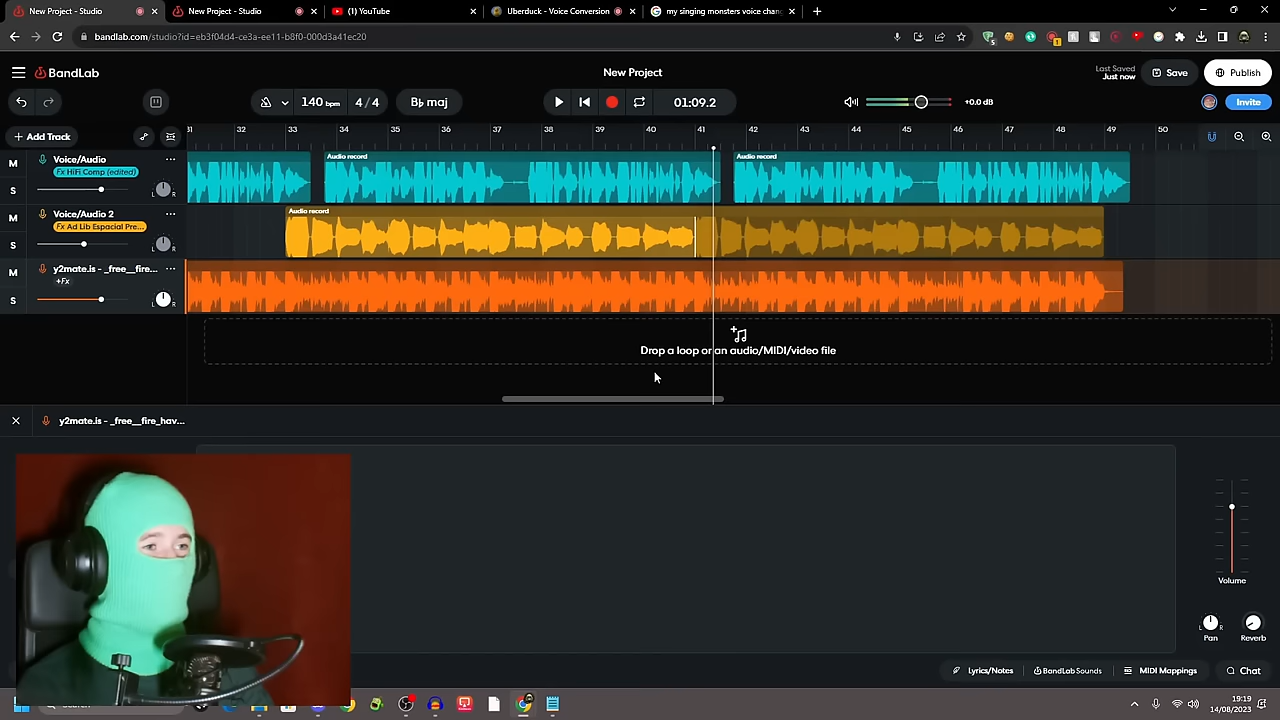 New Project - Studio
New Project - Studio
(1) YouTube
Uberduck - Voice Conversion
my singing monsters voice chang
bandlab.com/studio?id=eb3f04d4-ce3a-ee11-b8f0-000d3a41ec20
BandLab
New Project
Last Saved
Just now
Save
Publish
140 bpm
4 / 4
B♭ maj
01:09.2
+0.0 dB
Invite
+ Add Track
31 32 33 34 35 36 37 38 39 40 41 42 43 44 45 46 47 48 49 50
M Voice/Audio
Fx HiFi Comp (edited)
S
L R
Audio record
Audio record
M Voice/Audio 2
Fx Ad Lib Espacial Pre...
S
L R
Audio record
M y2mate.is - _free__fire...
+Fx
S
L R
Drop a loop or an audio/MIDI/video file
y2mate.is - _free__fire_hav...
Volume
L R
Pan
Reverb
Lyrics/Notes
BandLab Sounds
MIDI Mappings
Chat
19:19
14/08/2023